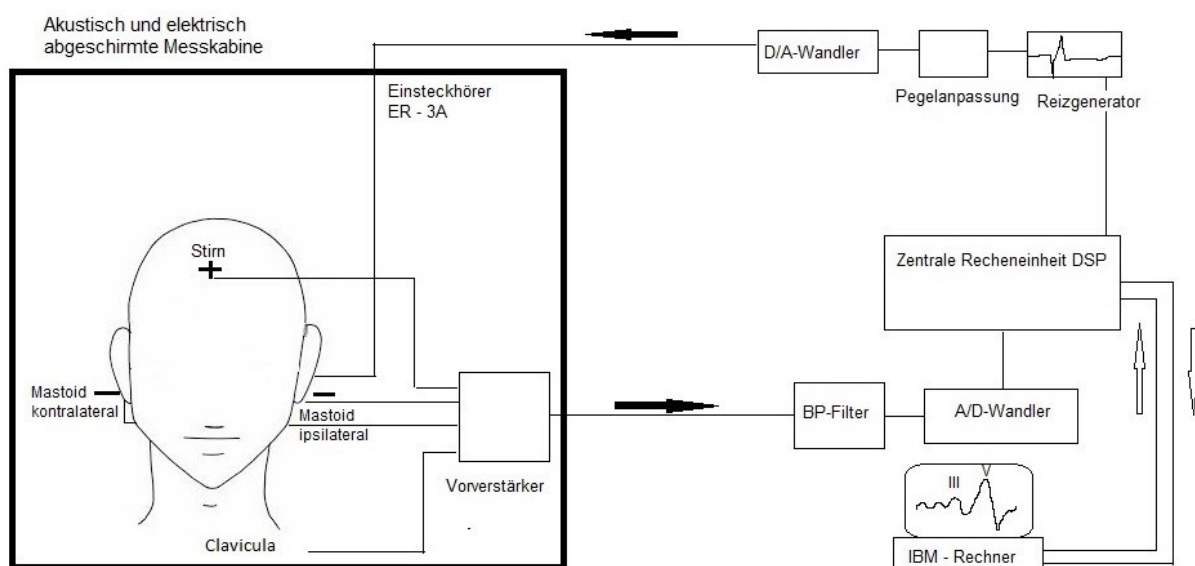 Akustisch und elektrisch
abgeschirmte Messkabine
Einsteckhörer
ER - 3A
D/A-Wandler
Pegelanpassung
Reizgenerator
Stirn
+
Zentrale Recheneinheit DSP
Mastoid
kontralateral
Mastoid
ipsilateral
Vorverstärker
BP-Filter
A/D-Wandler
III
V
Clavicula
IBM - Rechner